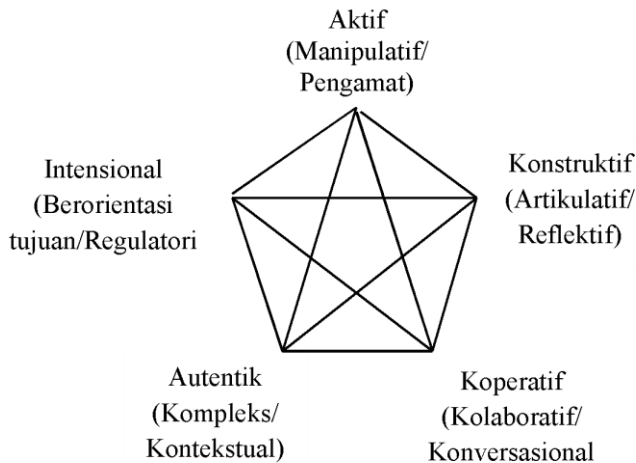 Aktif
(Manipulatif/
Pengamat)
Intensional
(Berorientasi
tujuan/Regulatori
Konstruktif
(Artikulatif/
Reflektif)
Autentik
(Kompleks/
Kontekstual)
Koperatif
(Kolaboratif/
Konversasional